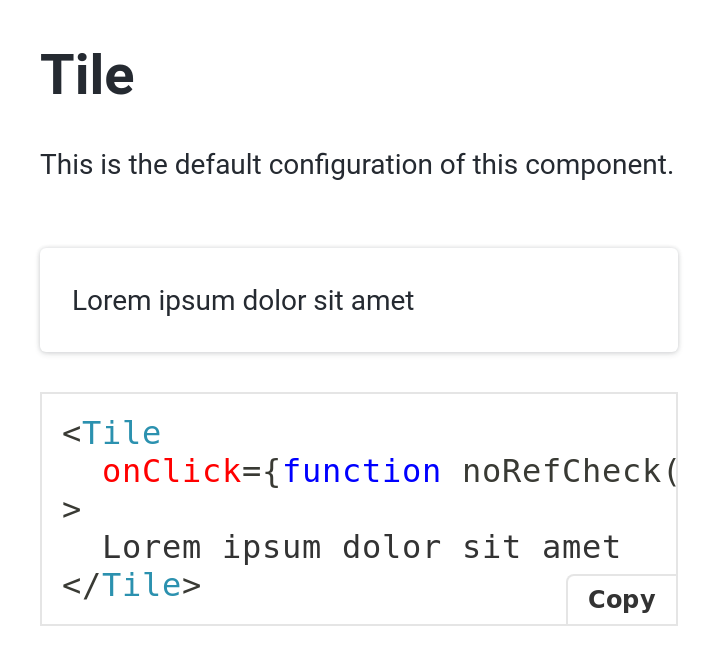 Tile
This is the default configuration of this component.
Lorem ipsum dolor sit amet
<Tile
  onClick={function noRefCheck(
>
  Lorem ipsum dolor sit amet
</Tile>
Copy